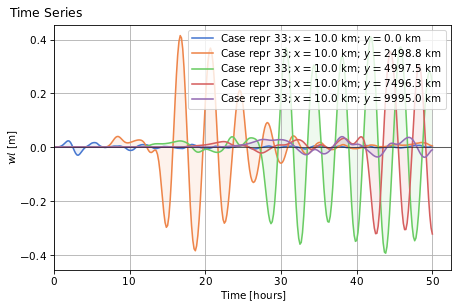 Time Series
Case repr 33; x = 10.0 km; y = 0.0 km
Case repr 33; x = 10.0 km; y = 2498.8 km
Case repr 33; x = 10.0 km; y = 4997.5 km
Case repr 33; x = 10.0 km; y = 7496.3 km
Case repr 33; x = 10.0 km; y = 9995.0 km
wl [m]
0.4
0.2
0.0
−0.2
−0.4
0 10 20 30 40 50
Time [hours]